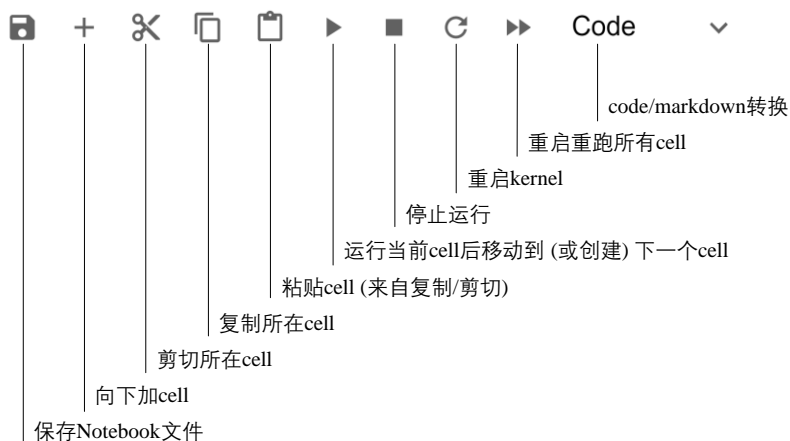 Code
code/markdown转换
重启重跑所有cell
重启kernel
停止运行
运行当前cell后移动到 (或创建) 下一个cell
粘贴cell (来自复制/剪切)
复制所在cell
剪切所在cell
向下加cell
保存Notebook文件